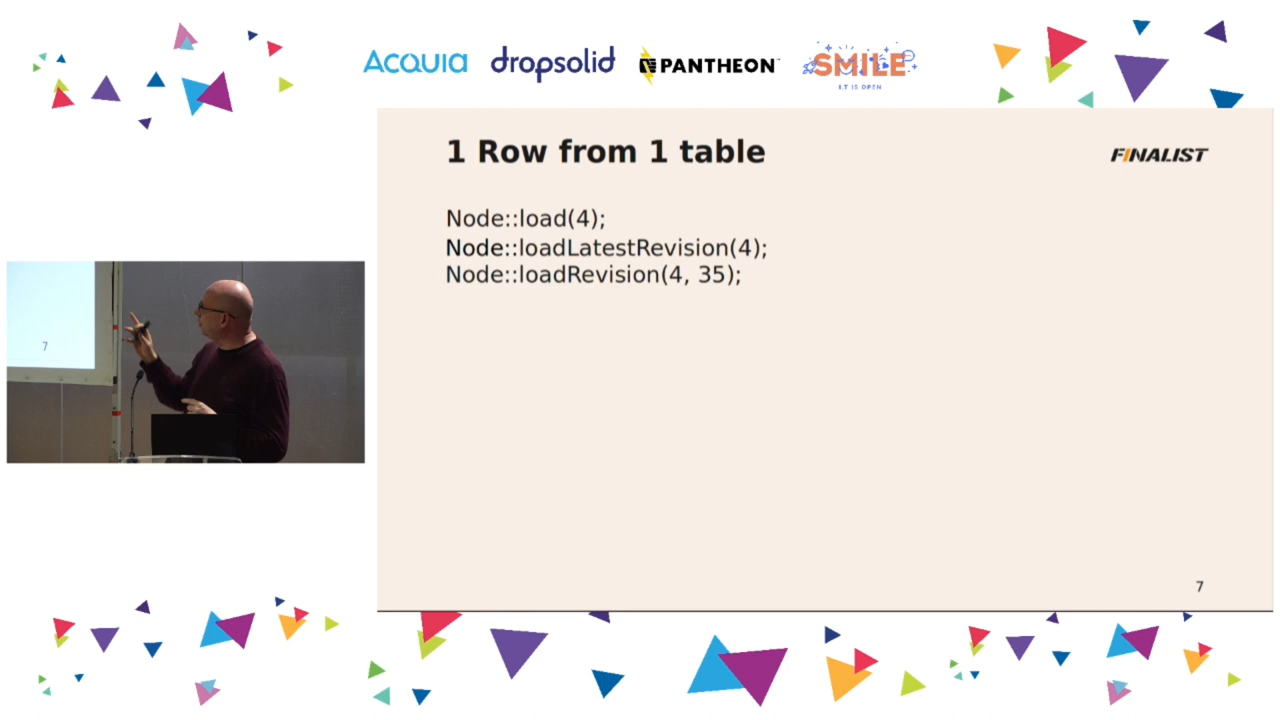 ACQUIA dropsolid PANTHEON SMILE
I.T IS OPEN
1 Row from 1 table
FINALIST
Node::load(4);
Node::loadLatestRevision(4);
Node::loadRevision(4, 35);
7
7